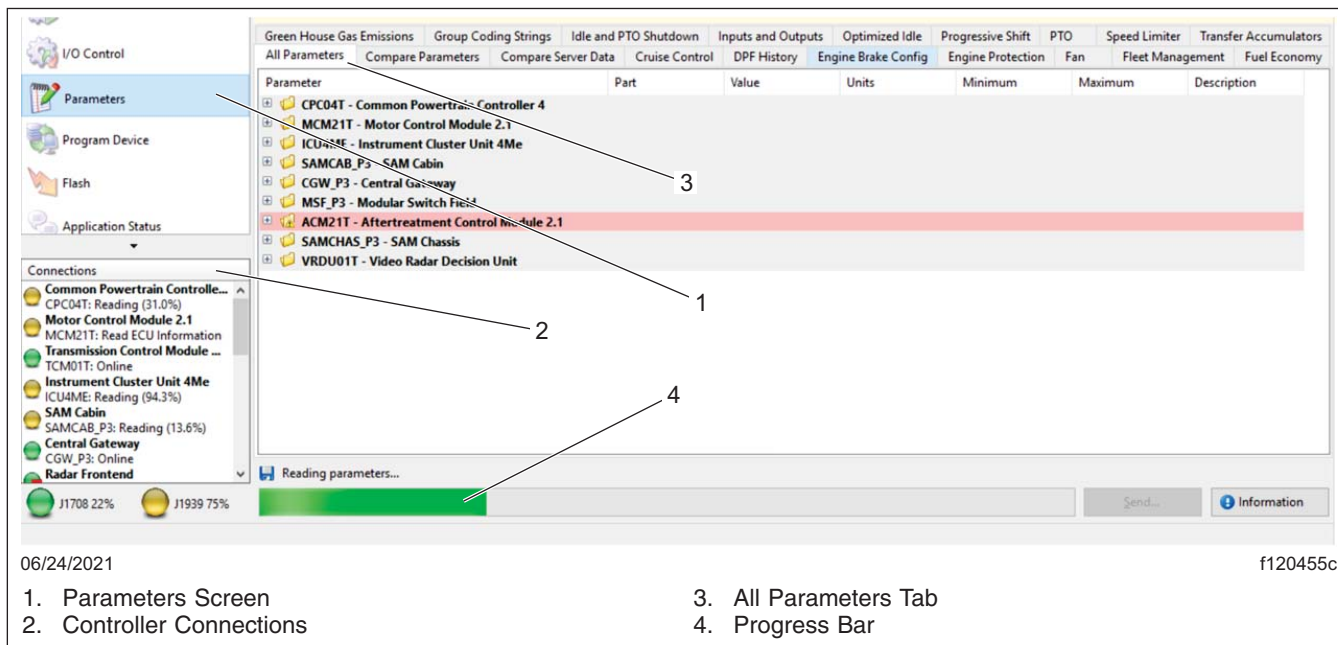 Green House Gas Emissions Group Coding Strings Idle and PTO Shutdown Inputs and Outputs Optimized Idle Progressive Shift PTO Speed Limiter Transfer Accumulators
All Parameters Compare Parameters Compare Server Data Cruise Control DPF History Engine Brake Config Engine Protection Fan Fleet Management Fuel Economy
I/O Control
Parameters
Program Device
Flash
Application Status
Parameter Part Value Units Minimum Maximum Description
CPC04T - Common Powertrain Controller 4
MCM21T - Motor Control Module 2.1
ICU4ME - Instrument Cluster Unit 4Me
SAMCAB_P3 - SAM Cabin
CGW_P3 - Central Gateway
MSF_P3 - Modular Switch Field
ACM21T - Aftertreatment Control Module 2.1
SAMCHAS_P3 - SAM Chassis
VRDU01T - Video Radar Decision Unit
3
1
2
4
Connections
Common Powertrain Controlle...
CPC04T: Reading (31.0%)
Motor Control Module 2.1
MCM21T: Read ECU Information
Transmission Control Module ...
TCM01T: Online
Instrument Cluster Unit 4Me
ICU4ME: Reading (94.3%)
SAM Cabin
SAMCAB_P3: Reading (13.6%)
Central Gateway
CGW_P3: Online
Radar Frontend
J1708 22% J1939 75%
Reading parameters...
Send... Information
06/24/2021 f120455c
1. Parameters Screen
2. Controller Connections
3. All Parameters Tab
4. Progress Bar